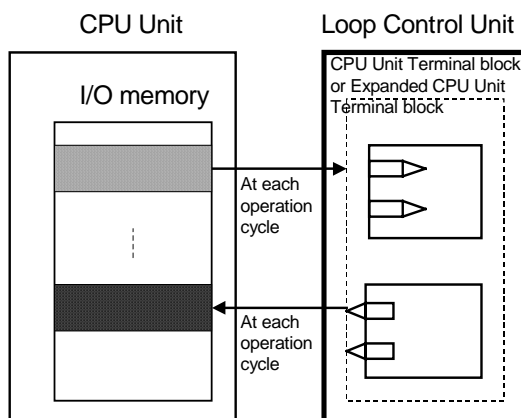 CPU Unit
Loop Control Unit
I/O memory
CPU Unit Terminal block
or Expanded CPU Unit
Terminal block
At each
operation
cycle
At each
operation
cycle